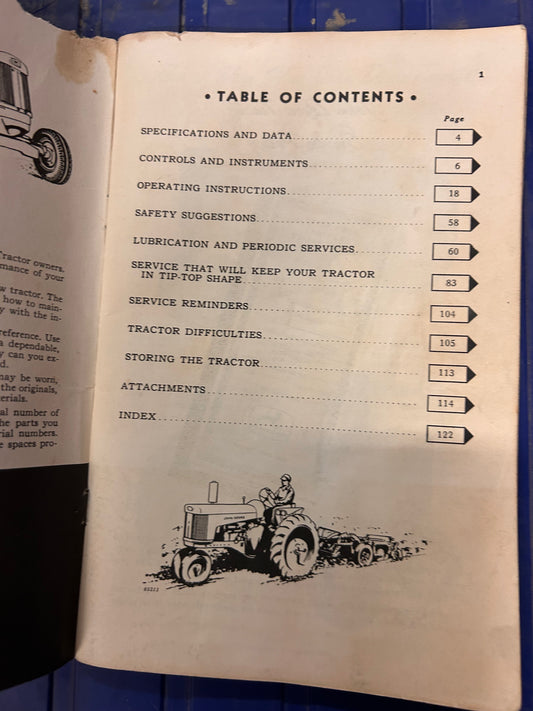 Tractor owners.
mance of your
w tractor. The
how to main-
y with the in-
reference. Use
a dependable,
y can you ex-
d.
may be worn,
the originals,
erials.
al number of
he parts you
rial numbers.
e spaces pro-
1
• TABLE OF CONTENTS •
Page
SPECIFICATIONS AND DATA 4
CONTROLS AND INSTRUMENTS 6
OPERATING INSTRUCTIONS 18
SAFETY SUGGESTIONS 58
LUBRICATION AND PERIODIC SERVICES 60
SERVICE THAT WILL KEEP YOUR TRACTOR
IN TIP-TOP SHAPE 83
SERVICE REMINDERS 104
TRACTOR DIFFICULTIES 105
STORING THE TRACTOR 113
ATTACHMENTS 114
INDEX 122
JOHN DEERE